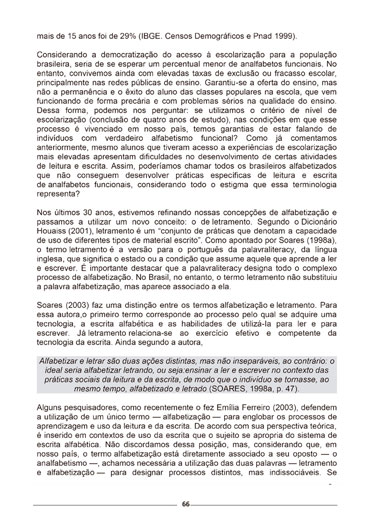 mais de 15 anos foi de 29% (IBGE. Censos Demográficos e Pnad 1999).
Considerando a democratização do acesso à escolarização para a população
brasileira, seria de se esperar um percentual menor de analfabetos funcionais. No
entanto, convivemos ainda com elevadas taxas de exclusão ou fracasso escolar,
principalmente nas redes públicas de ensino. Garantiu-se a oferta do ensino, mas
não a permanência e o êxito do aluno das classes populares na escola, que vem
funcionando de forma precária e com problemas sérios na qualidade do ensino.
Dessa forma, podemos nos perguntar: se utilizamos o critério de nível de
escolarização (conclusão de quatro anos de estudo), nas condições em que esse
processo é vivenciado em nosso país, temos garantias de estar falando de
indivíduos com verdadeiro alfabetismo funcional? Como já comentamos
anteriormente, mesmo alunos que tiveram acesso a experiências de escolarização
mais elevadas apresentam dificuldades no desenvolvimento de certas atividades
de leitura e escrita. Assim, poderíamos chamar todos os brasileiros alfabetizados
que não conseguem desenvolver práticas específicas de leitura e escrita
de analfabetos funcionais, considerando todo o estigma que essa terminologia
representa?
Nos últimos 30 anos, estivemos refinando nossas concepções de alfabetização e
passamos a utilizar um novo conceito: o de letramento. Segundo o Dicionário
Houaiss (2001), letramento é um “conjunto de práticas que denotam a capacidade
de uso de diferentes tipos de material escrito”. Como apontado por Soares (1998a),
o termo letramento é a versão para o português da palavraliteracy, da língua
inglesa, que significa o estado ou a condição que assume aquele que aprende a ler
e escrever. É importante destacar que a palavraliteracy designa todo o complexo
processo de alfabetização. No Brasil, no entanto, o termo letramento não substituiu
a palavra alfabetização, mas aparece associado a ela.
Soares (2003) faz uma distinção entre os termos alfabetização e letramento. Para
essa autora,o primeiro termo corresponde ao processo pelo qual se adquire uma
tecnologia, a escrita alfabética e as habilidades de utilizá-la para ler e para
escrever. Já letramento relaciona-se ao exercício efetivo e competente da
tecnologia da escrita. Ainda segundo a autora,
Alfabetizar e letrar são duas ações distintas, mas não inseparáveis, ao contrário: o
ideal seria alfabetizar letrando, ou seja:ensinar a ler e escrever no contexto das
práticas sociais da leitura e da escrita, de modo que o indivíduo se tornasse, ao
mesmo tempo, alfabetizado e letrado (SOARES, 1998a, p. 47).
Alguns pesquisadores, como recentemente o fez Emília Ferreiro (2003), defendem
a utilização de um único termo — alfabetização — para englobar os processos de
aprendizagem e uso da leitura e da escrita. De acordo com sua perspectiva teórica,
é inserido em contextos de uso da escrita que o sujeito se apropria do sistema de
escrita alfabética. Não discordamos dessa posição, mas, considerando que, em
nosso país, o termo alfabetização está diretamente associado a seu oposto — o
analfabetismo —, achamos necessária a utilização das duas palavras — letramento
e alfabetização — para designar processos distintos, mas indissociáveis. Se
66